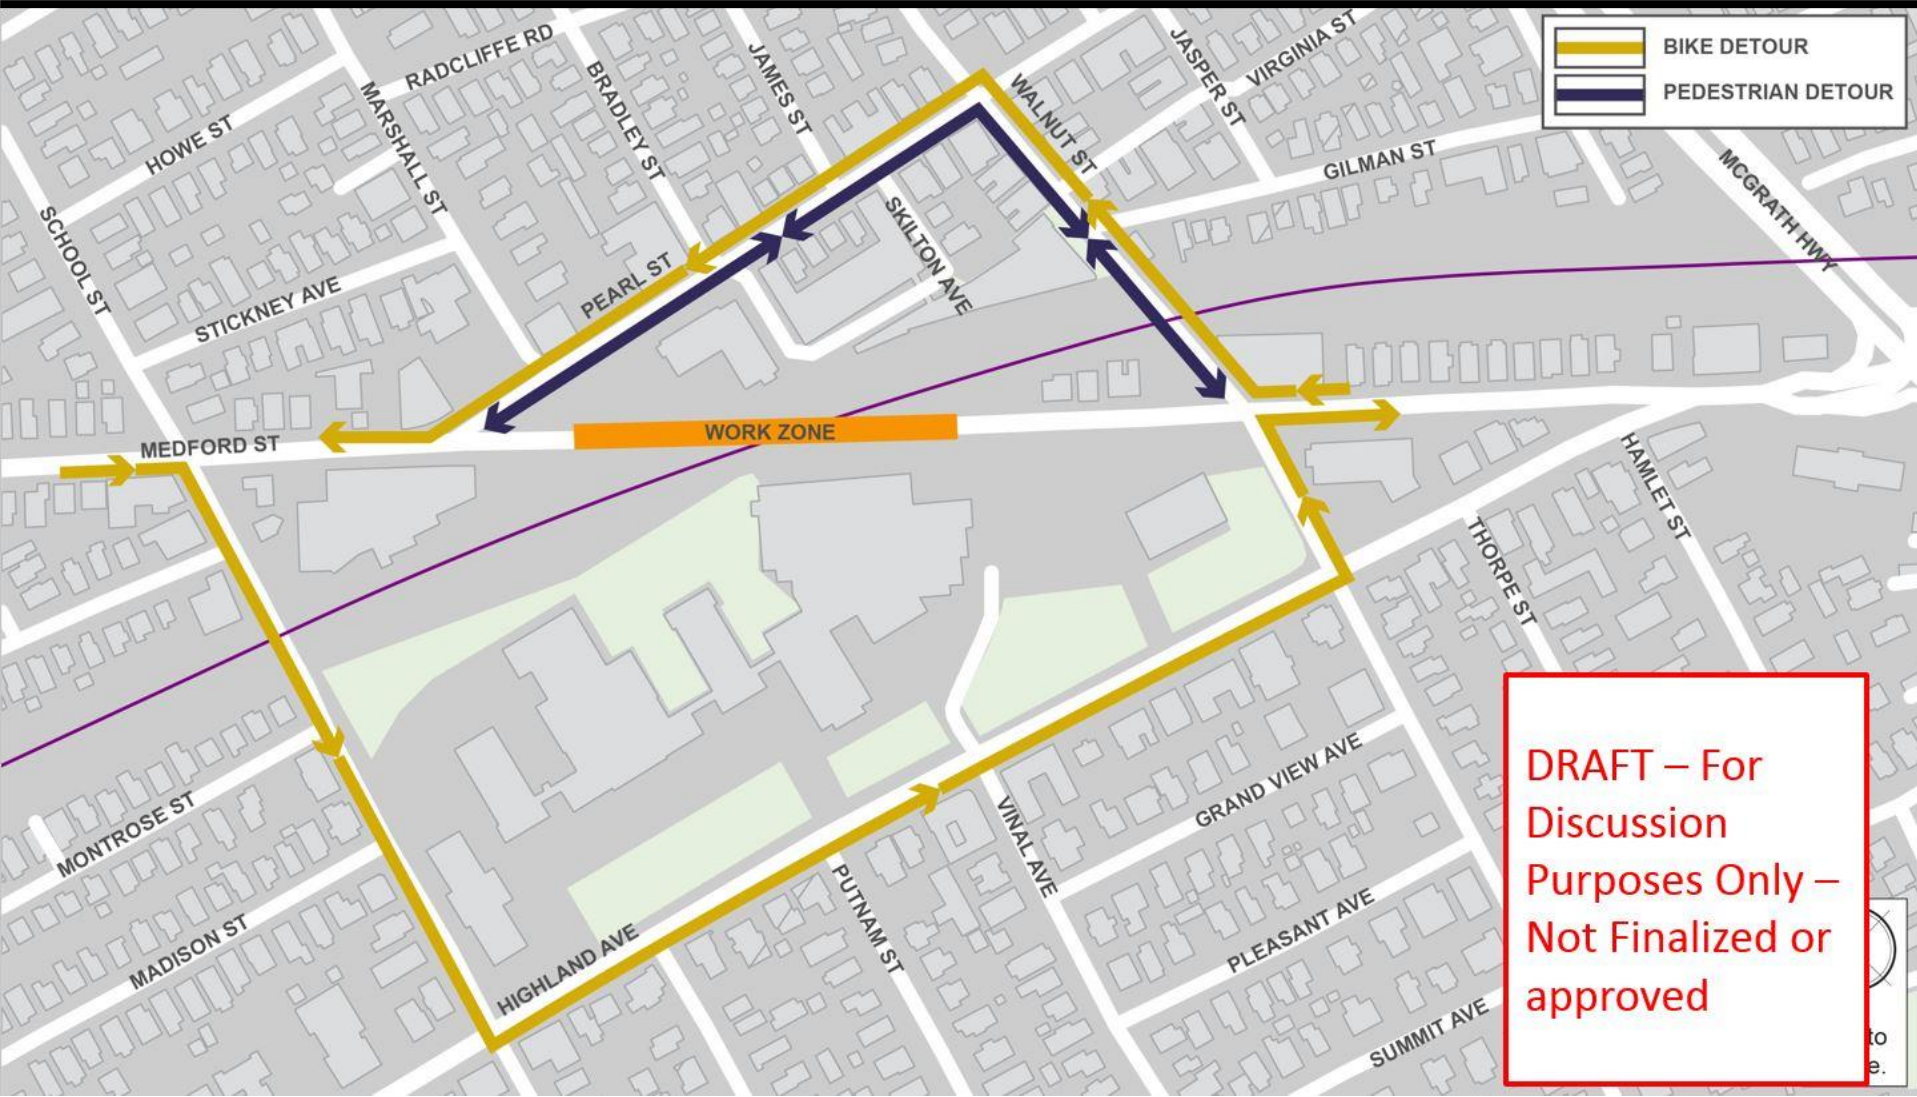 BIKE DETOUR
PEDESTRIAN DETOUR
RADCLIFFE RD
HOWE ST
MARSHALL ST
BRADLEY ST
JAMES ST
WALNUT ST
JASPER ST
VIRGINIA ST
GILMAN ST
MCGRATH HWY
SCHOOL ST
STICKNEY AVE
PEARL ST
SKILTON AVE
MEDFORD ST
WORK ZONE
HAMLET ST
THORPE ST
MONTROSE ST
MADISON ST
HIGHLAND AVE
PUTNAM ST
VINAL AVE
GRAND VIEW AVE
PLEASANT AVE
SUMMIT AVE
DRAFT – For
Discussion
Purposes Only –
Not Finalized or
approved
to
e.